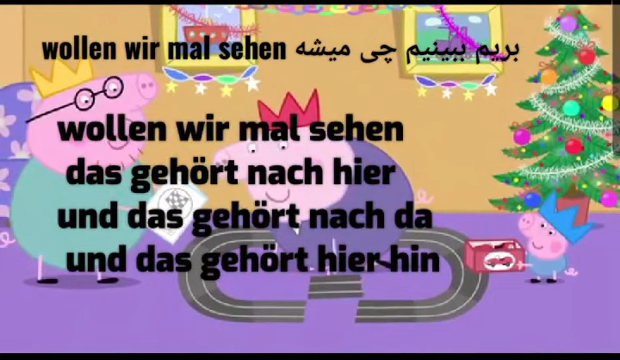 wollen wir mal sehen بریم ببینیم چی میشه
wollen wir mal sehen
das gehört nach hier
und das gehört nach da
und das gehört hier hin